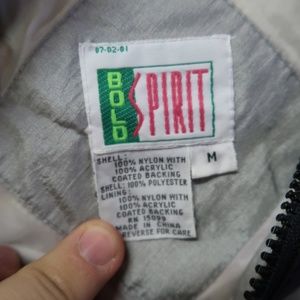 07-02-01
BOLD SPIRIT
M
SHELL:
100% NYLON WITH
100% ACRYLIC
COATED BACKING
SHELL: 100% POLYESTER
LINING:
100% NYLON WITH
100% ACRYLIC
COATED BACKING
RN 15099
MADE IN CHINA
REVERSE FOR CARE